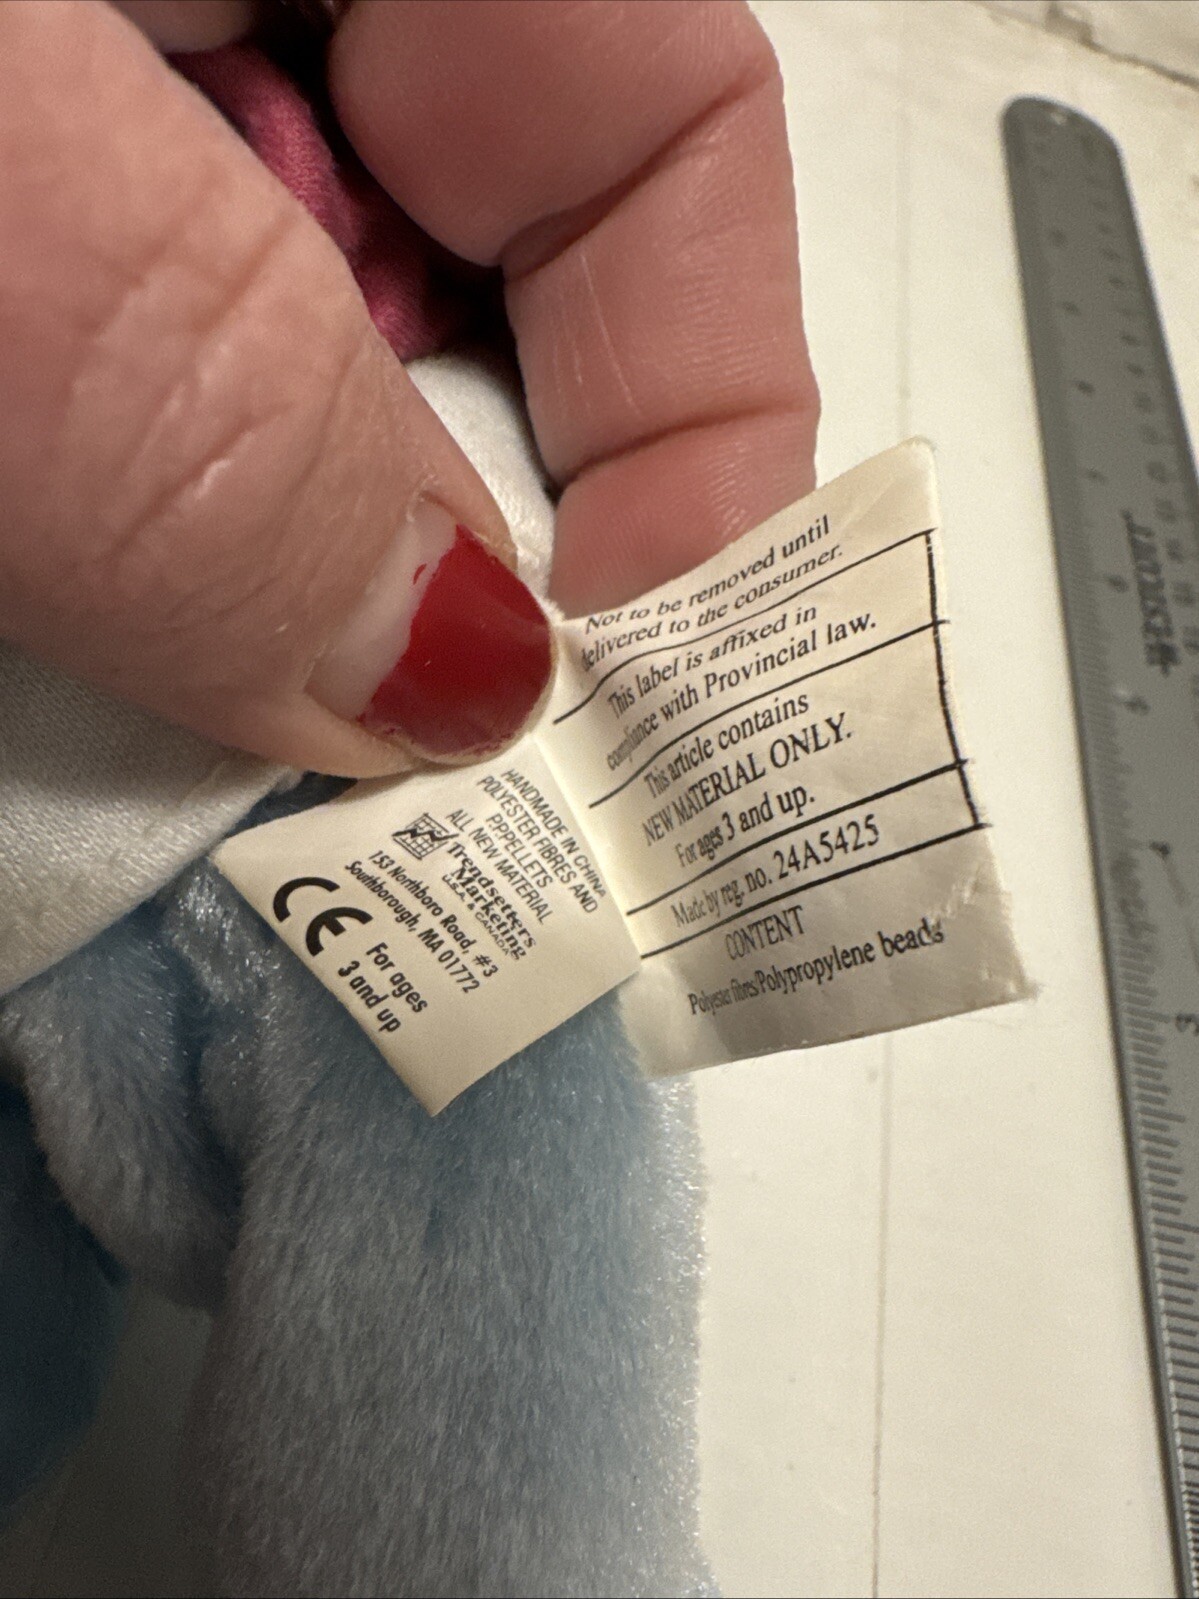 Not to be removed until
delivered to the consumer.
This label is affixed in
compliance with Provincial law.
This article contains
NEW MATERIAL ONLY.
For ages 3 and up.
Made by reg. no. 24A5425
CONTENT
Polyester fibres/Polypropylene beads
HANDMADE IN CHINA
POLYESTER FIBRES AND
P.P.PELLETS
ALL NEW MATERIAL
Trendsetters
Marketing
U.S.A. & CANADA
153 Northboro Road, #3
Southborough, MA 01772
CE
For ages
3 and up
Westcott